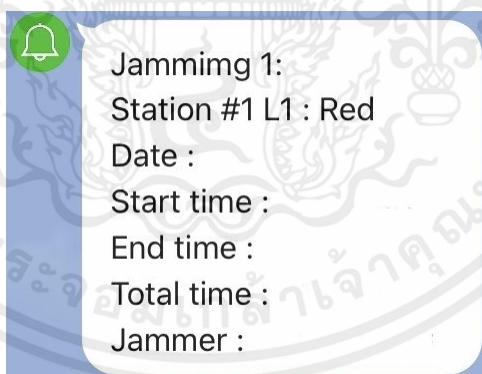 Jammimg 1:
Station #1 L1 : Red
Date :
Start time :
End time :
Total time :
Jammer :